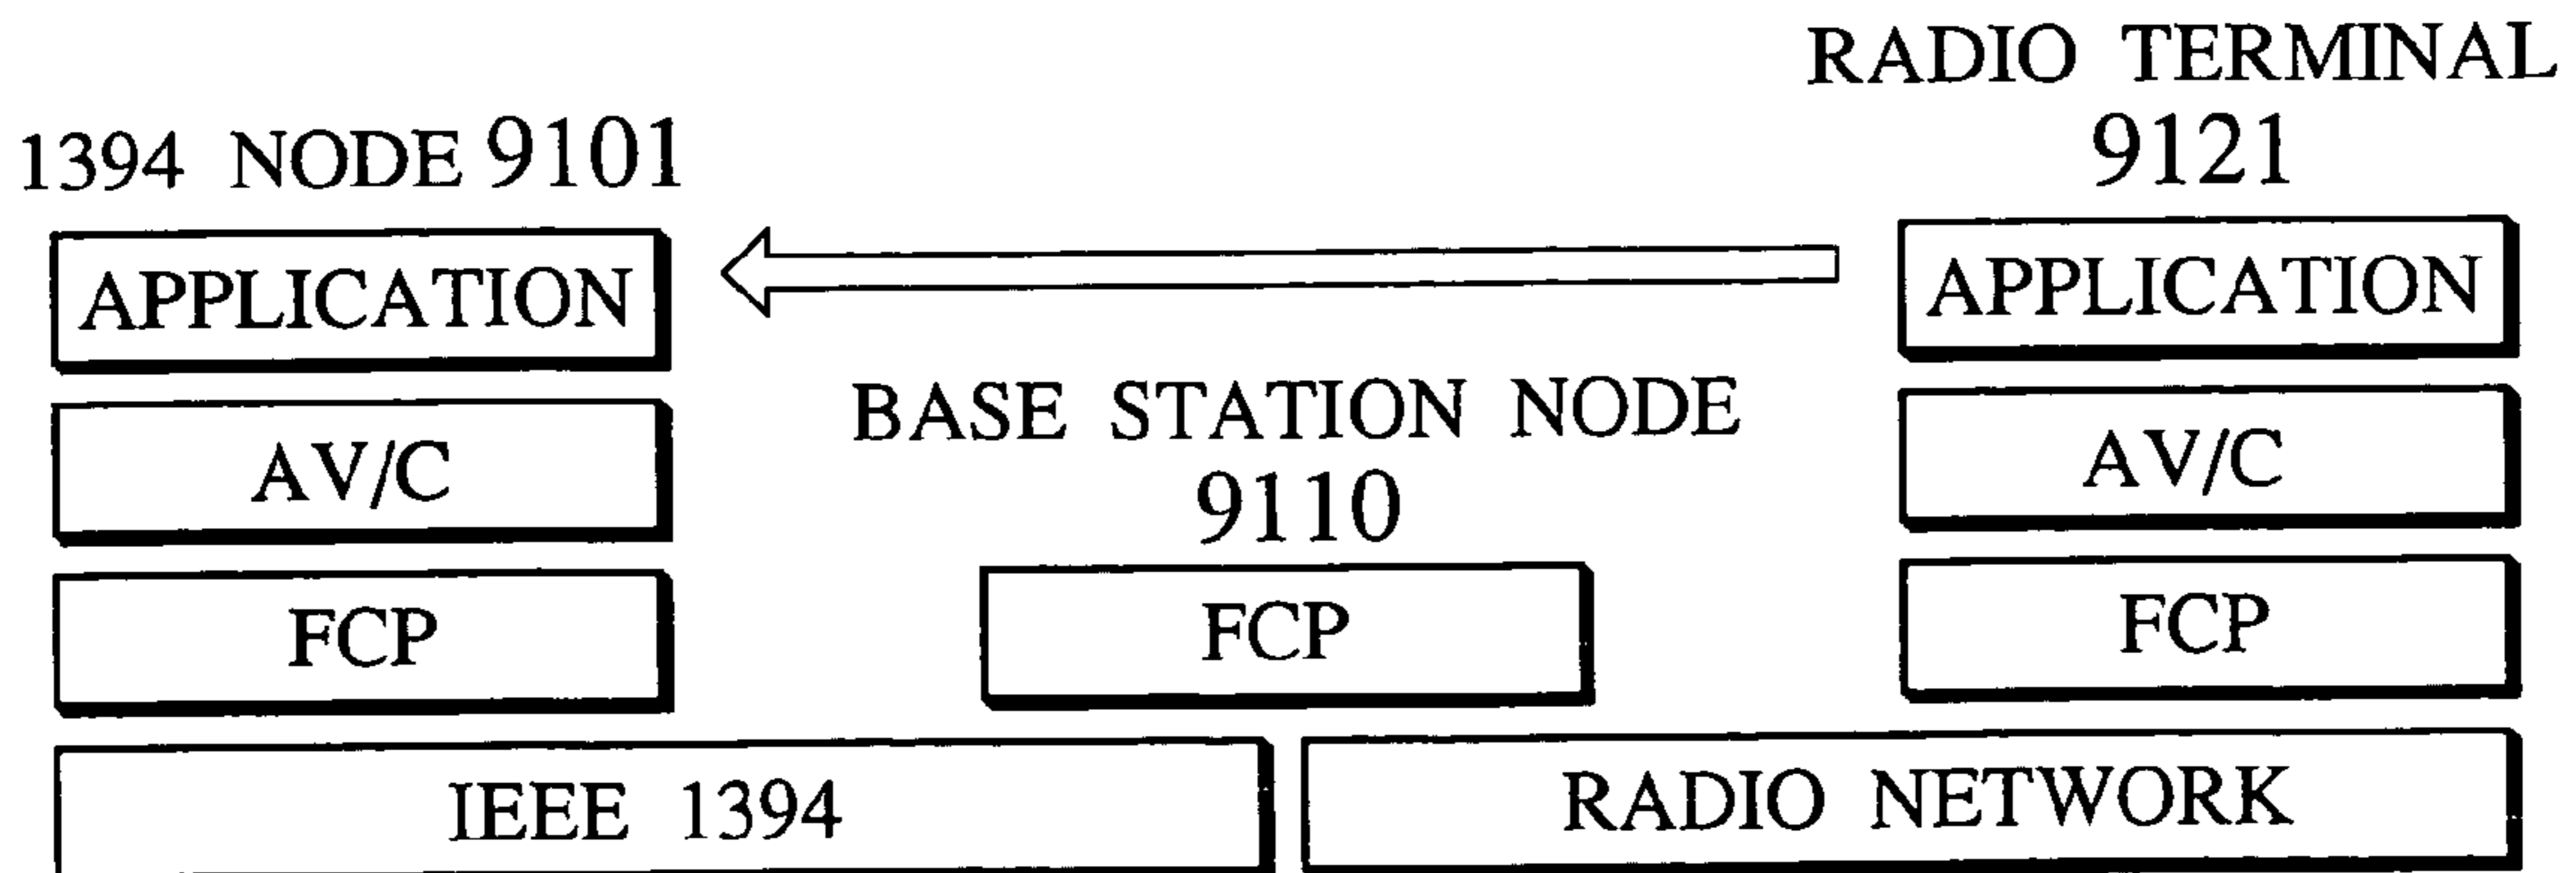 RADIO TERMINAL
9121
1394 NODE 9101
APPLICATION
APPLICATION
BASE STATION NODE
9110
AV/C
AV/C
FCP
FCP
FCP
IEEE 1394
RADIO NETWORK